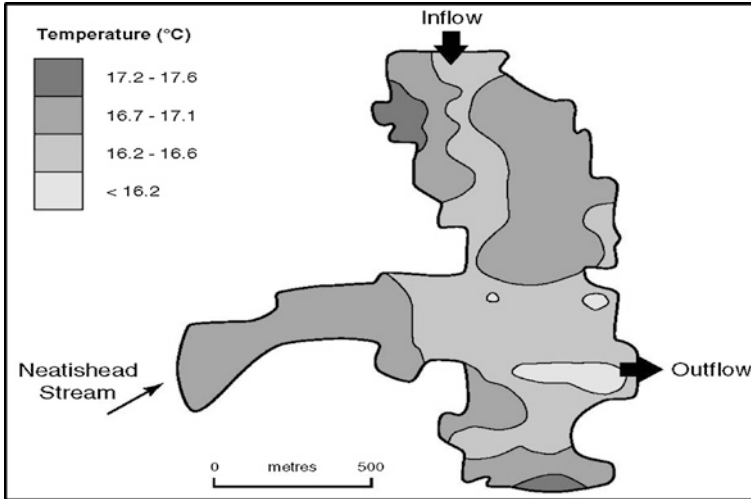 Inflow
Temperature (°C)
17.2 - 17.6
16.7 - 17.1
16.2 - 16.6
< 16.2
Neatishead
Stream
Outflow
0 metres 500